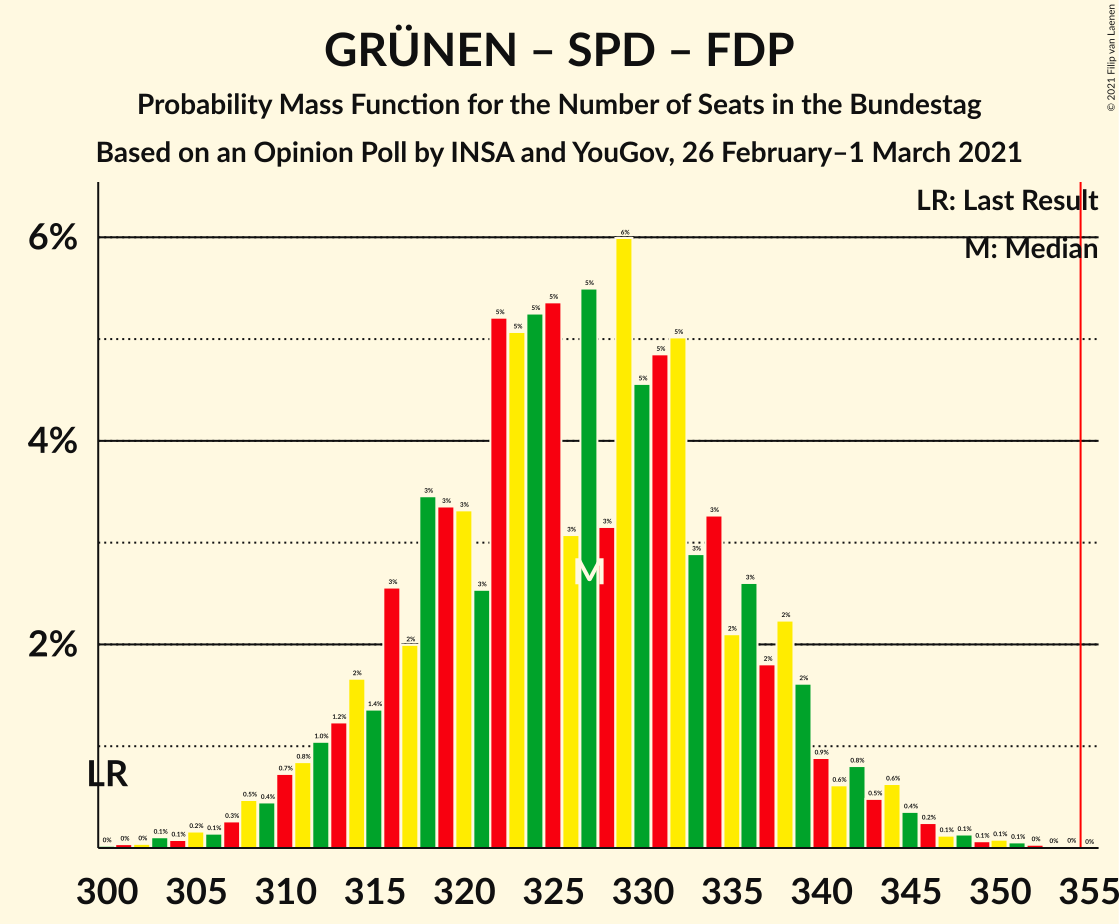 GRÜNEN – SPD – FDP
Probability Mass Function for the Number of Seats in the Bundestag
Based on an Opinion Poll by INSA and YouGov, 26 February–1 March 2021
© 2021 Filip van Laenen
LR: Last Result
M: Median
6%
4%
2%
0% 0% 0% 0.1% 0.1% 0.2% 0.1% 0.3% 0.5% 0.4% 0.7% 0.8% 1.0% 1.2% 2% 1.4% 3% 2% 3% 3% 3% 3% 5% 5% 5% 5% 3% 5% 3% 6% 5% 5% 5% 3% 3% 2% 3% 2% 2% 2% 0.9% 0.6% 0.8% 0.5% 0.6% 0.4% 0.2% 0.1% 0.1% 0.1% 0.1% 0.1% 0% 0% 0% 0%
M
LR
300 305 310 315 320 325 330 335 340 345 350 355